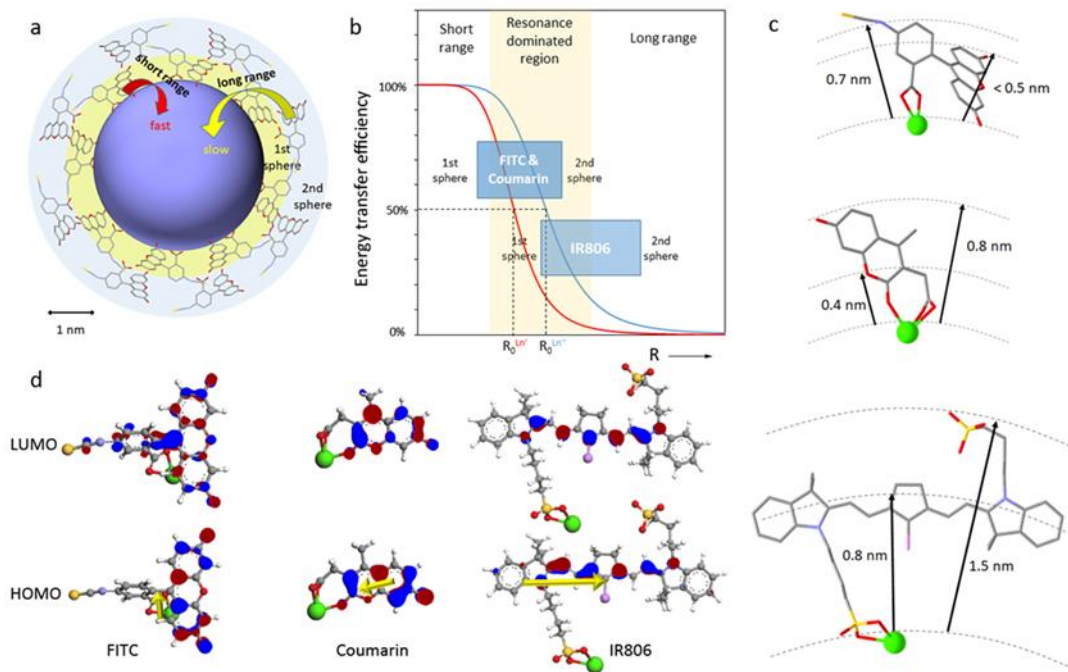 a
short range
long range
fast
slow
1st
sphere
2nd
sphere
1 nm
b
Short
range
Resonance
dominated
region
Long range
Energy transfer efficiency
100%
50%
0%
1st
sphere
FITC &
Coumarin
2nd
sphere
1st
sphere
IR806
2nd
sphere
R₀Ln'
R₀Ln''
R
c
0.7 nm
< 0.5 nm
0.4 nm
0.8 nm
0.8 nm
1.5 nm
d
LUMO
HOMO
FITC
Coumarin
IR806